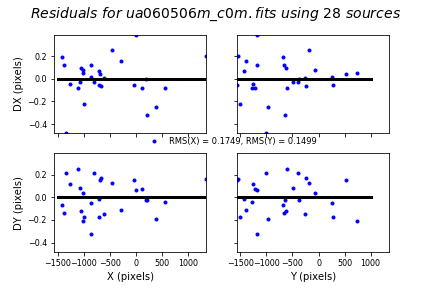 Residuals for ua060506m_c0m.fits using 28 sources
DX (pixels)
0.2
0.0
−0.2
−0.4
RMS(X) = 0.1749, RMS(Y) = 0.1499
DY (pixels)
0.2
0.0
−0.2
−0.4
−1500 −1000 −500 0 500 1000
−1500 −1000 −500 0 500 1000
X (pixels)
Y (pixels)